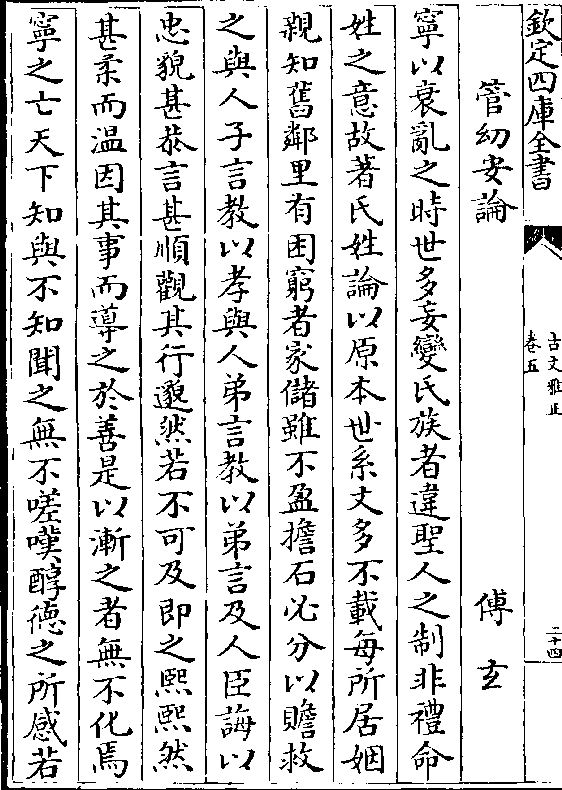 欽定四庫全書
古文雅正
卷五
二十四
管幼安論 傅玄
寧以衰亂之時世多妄變氏族者違聖人之制非禮命
姓之意故著氏姓論以原本世系文多不載每所居姻
親知舊鄰里有困窮者家儲雖不盈擔石必分以贍救
之與人子言教以孝與人弟言教以弟言及人臣誨以
忠貌甚恭言甚順觀其行邈然若不可及即之熙熙然
甚柔而温因其事而導之於善是以漸之者無不化焉
寧之亡天下知與不知聞之無不嗟嘆醇德之所感若